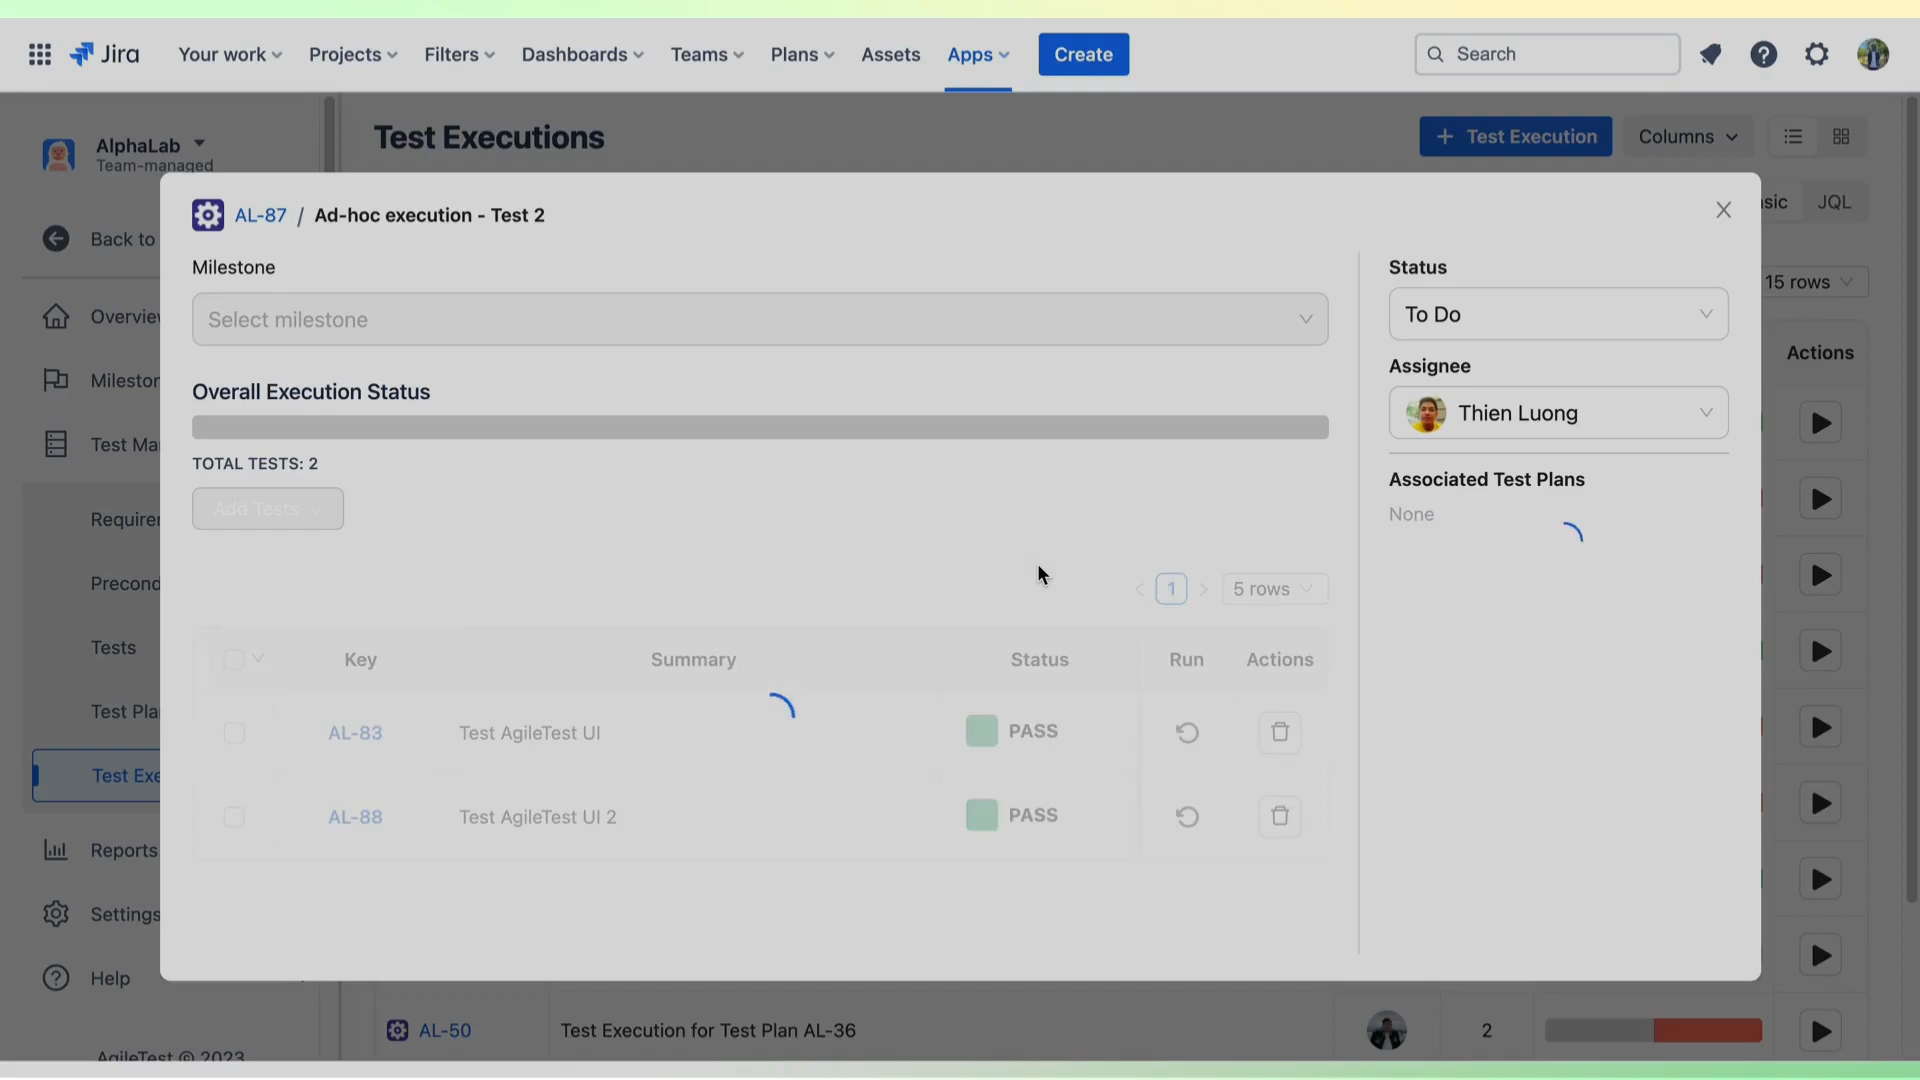 Jira
Your work
Projects
Filters
Dashboards
Teams
Plans
Assets
Apps
Create
Search
AlphaLab
Team-managed
Test Executions
+ Test Execution
Columns
JQL
Back to
15 rows
Actions
AL-87 / Ad-hoc execution - Test 2
Milestone
Select milestone
Overall Execution Status
TOTAL TESTS: 2
Add Tests
Status
To Do
Assignee
Thien Luong
Associated Test Plans
None
1
5 rows
Key
Summary
Status
Run
Actions
AL-83
Test AgileTest UI
PASS
AL-88
Test AgileTest UI 2
PASS
Overvie
Milestor
Test Ma
Require
Precond
Tests
Test Pla
Test Exe
Reports
Settings
Help
AgileTest © 2023
AL-50
Test Execution for Test Plan AL-36
2